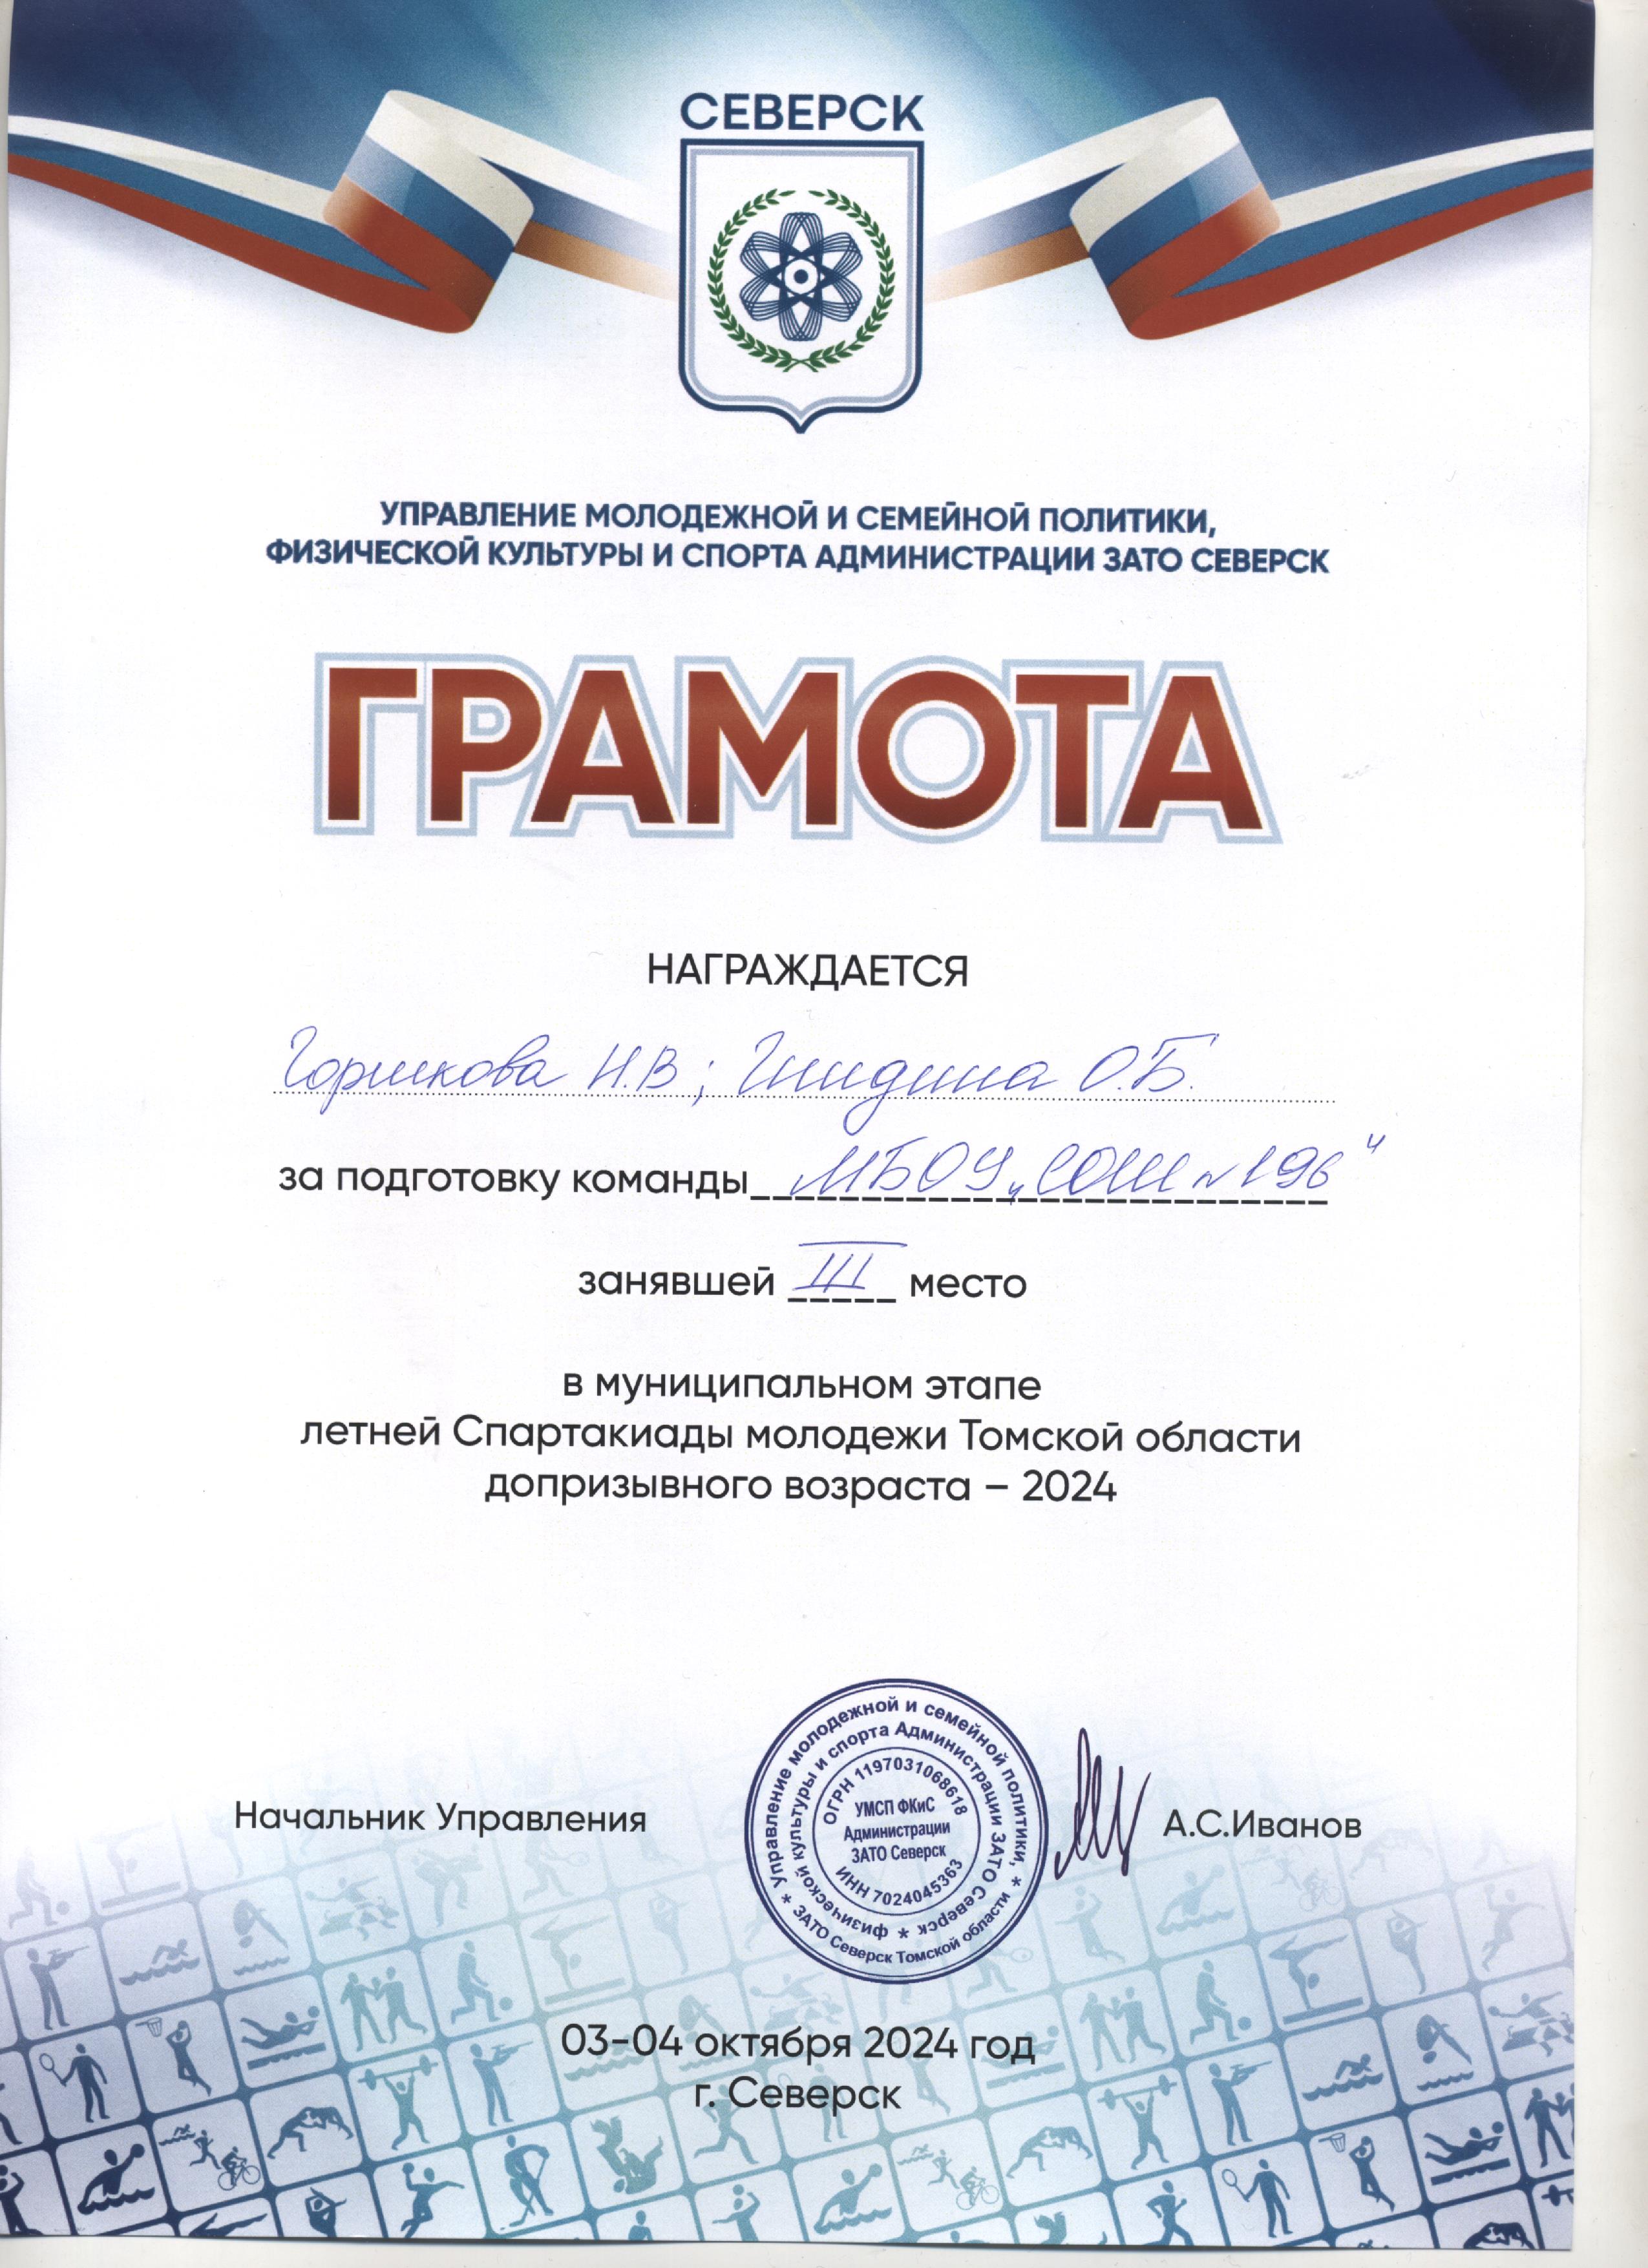 СЕВЕРСК
УПРАВЛЕНИЕ МОЛОДЕЖНОЙ И СЕМЕЙНОЙ ПОЛИТИКИ,
ФИЗИЧЕСКОЙ КУЛЬТУРЫ И СПОРТА АДМИНИСТРАЦИИ ЗАТО СЕВЕРСК
ГРАМОТА
НАГРАЖДАЕТСЯ
Горшкова Н.В; О.Б.
за подготовку команды МБОУ „СОШ №196"
занявшей III место
в муниципальном этапе
летней Спартакиады молодежи Томской области
допризывного возраста – 2024
Начальник Управления
Управление молодежной и семейной политики,
физической культуры и спорта Администрации ЗАТО Северск
* ЗАТО Северск Томской области *
ОГРН 1197031068618
УМСП ФКиС
Администрации
ЗАТО Северск
ИНН 7024045363
А.С.Иванов
03-04 октября 2024 год
г. Северск